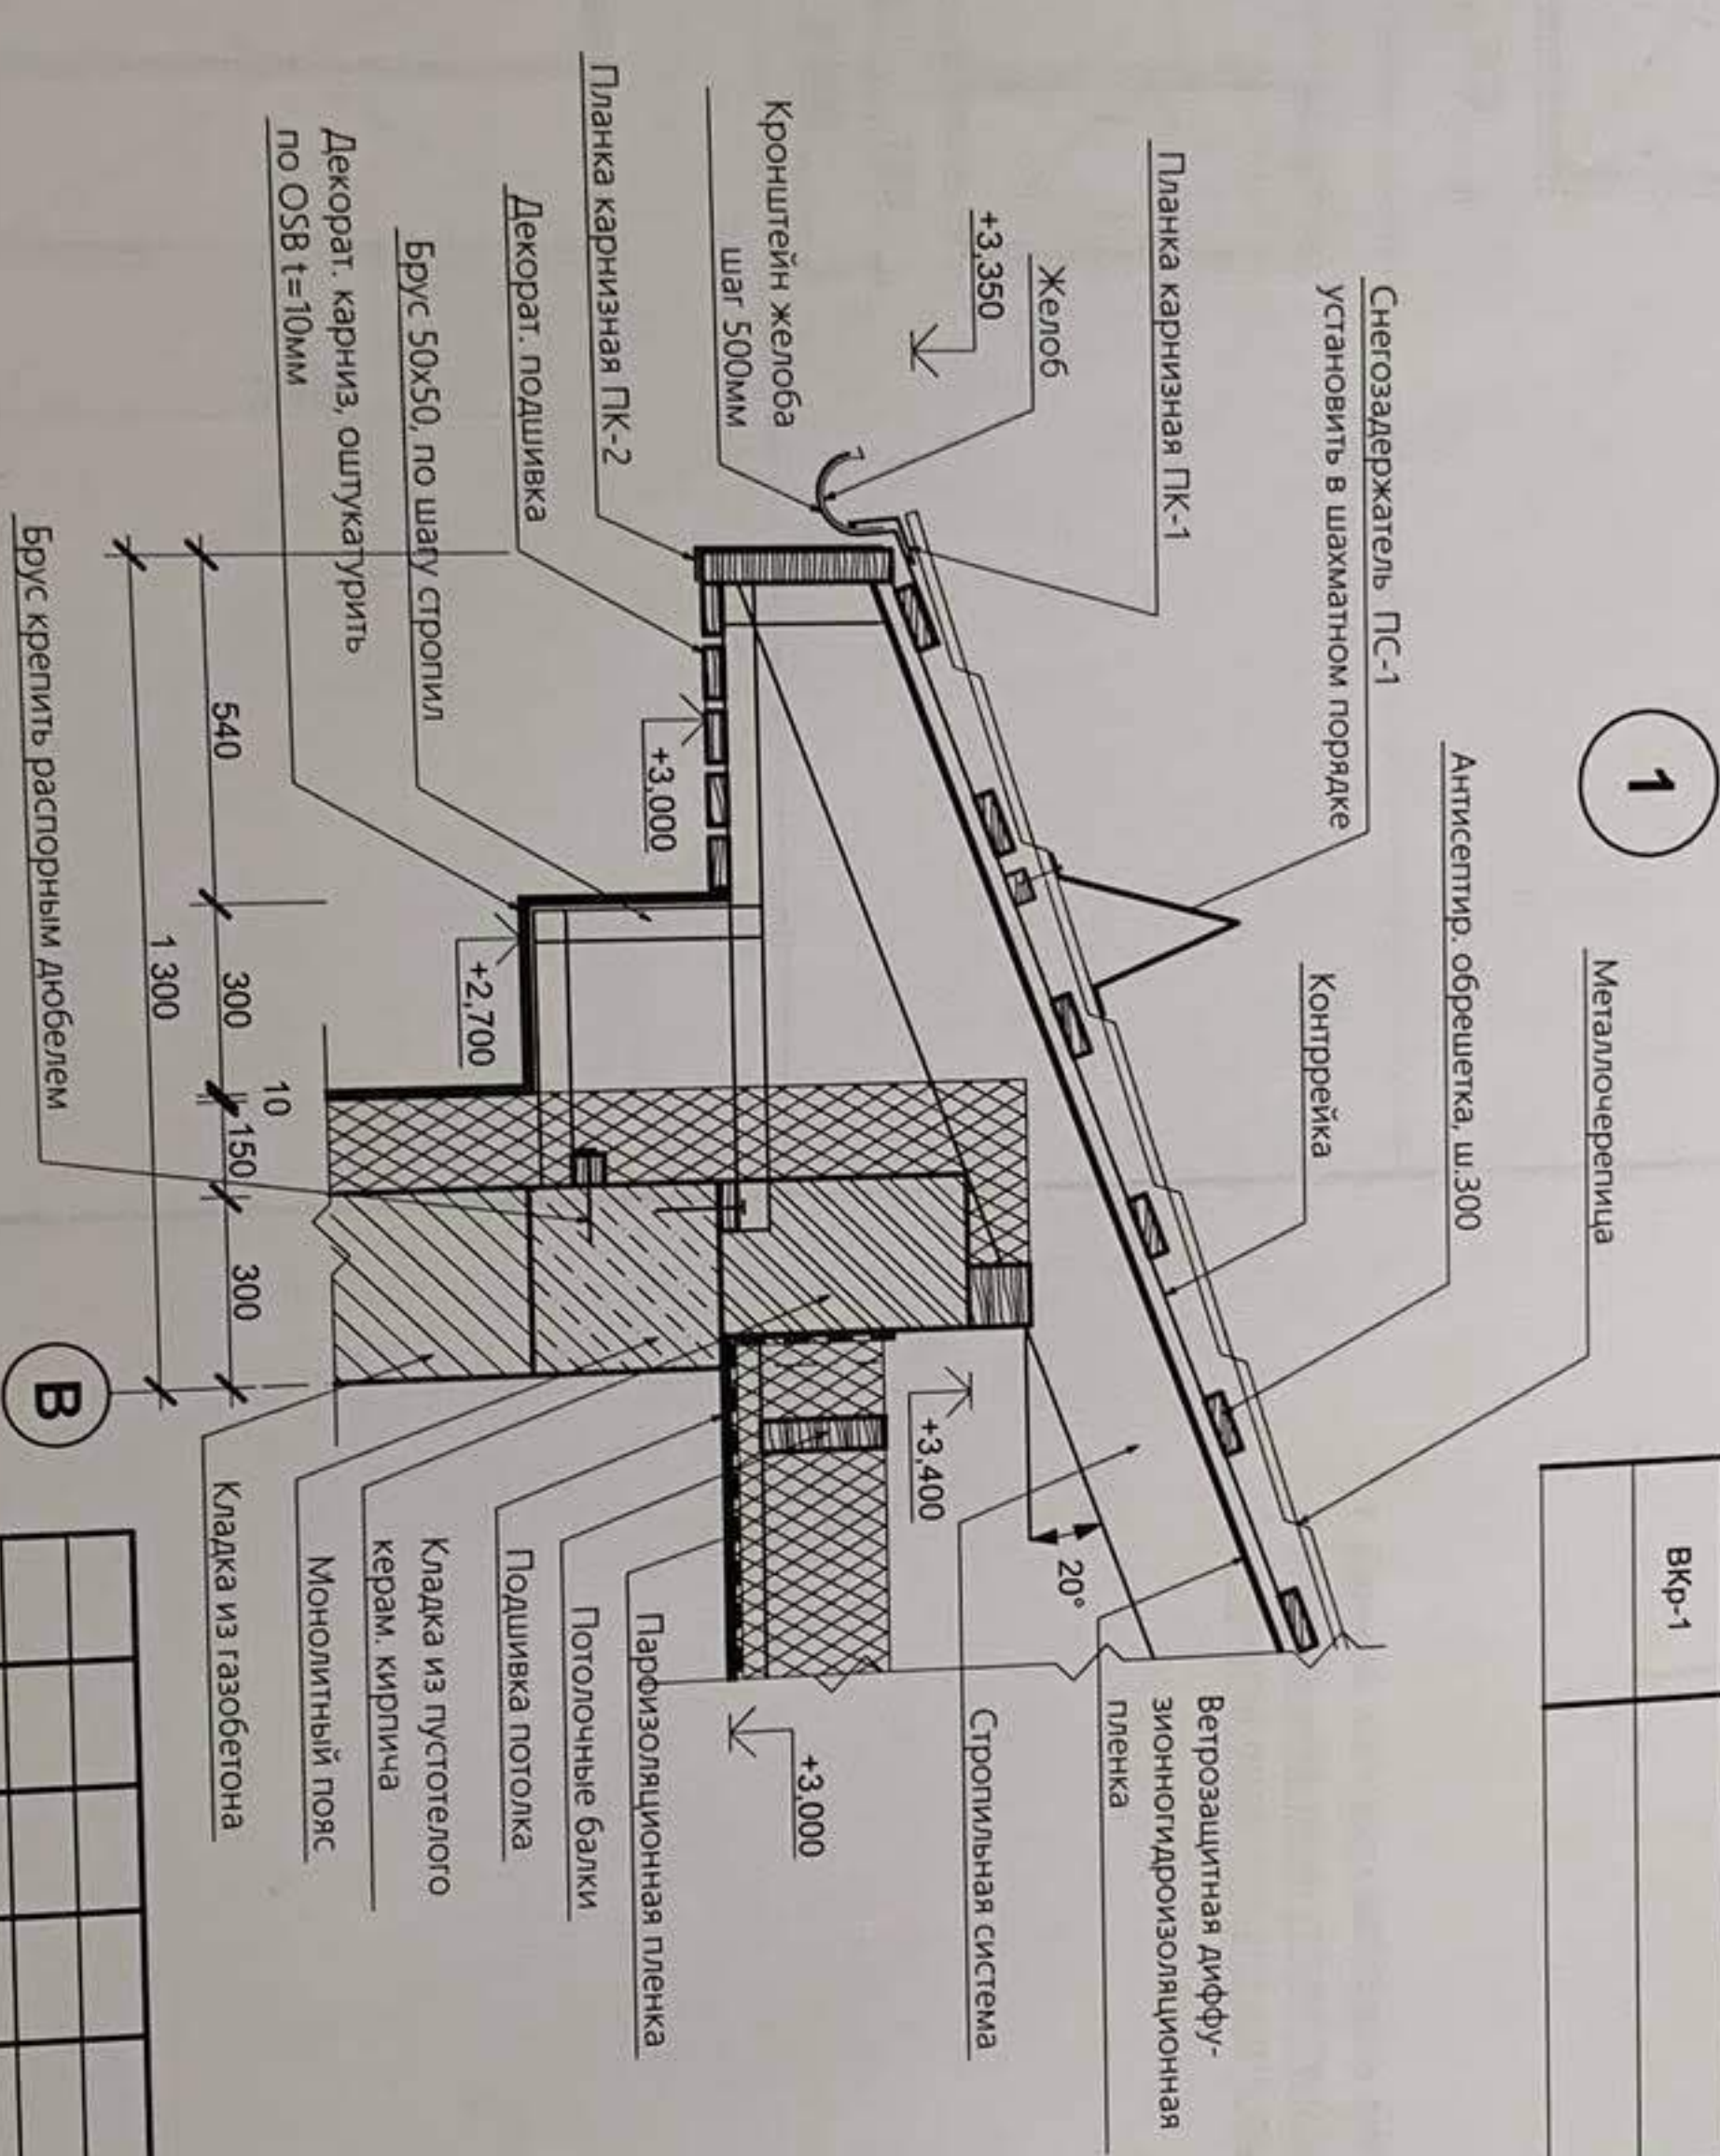 1
ВКр-1
Металлочерепица
Антисептир. обрешетка, ш.300
Снегозадержатель ПС-1
установить в шахматном порядке
Контррейка
Планка карнизная ПК-1
Желоб
+3,350
Кронштейн желоба
шаг 500мм
Планка карнизная ПК-2
Декорат. подшивка
Брус 50х50, по шагу стропил
Декорат. карниз, оштукатурить
по OSB t=10мм
Брус крепить распорным дюбелем
+3,000
+2,700
+3,400
20°
+3,000
Ветрозащитная диффу-
зионногидроизоляционная
пленка
Стропильная система
Парфизоляционная пленка
Потолочные балки
Подшивка потолка
Кладка из пустотелого
керам. кирпича
Монолитный пояс
Кладка из газобетона
540
300
10
150
300
1 300
В